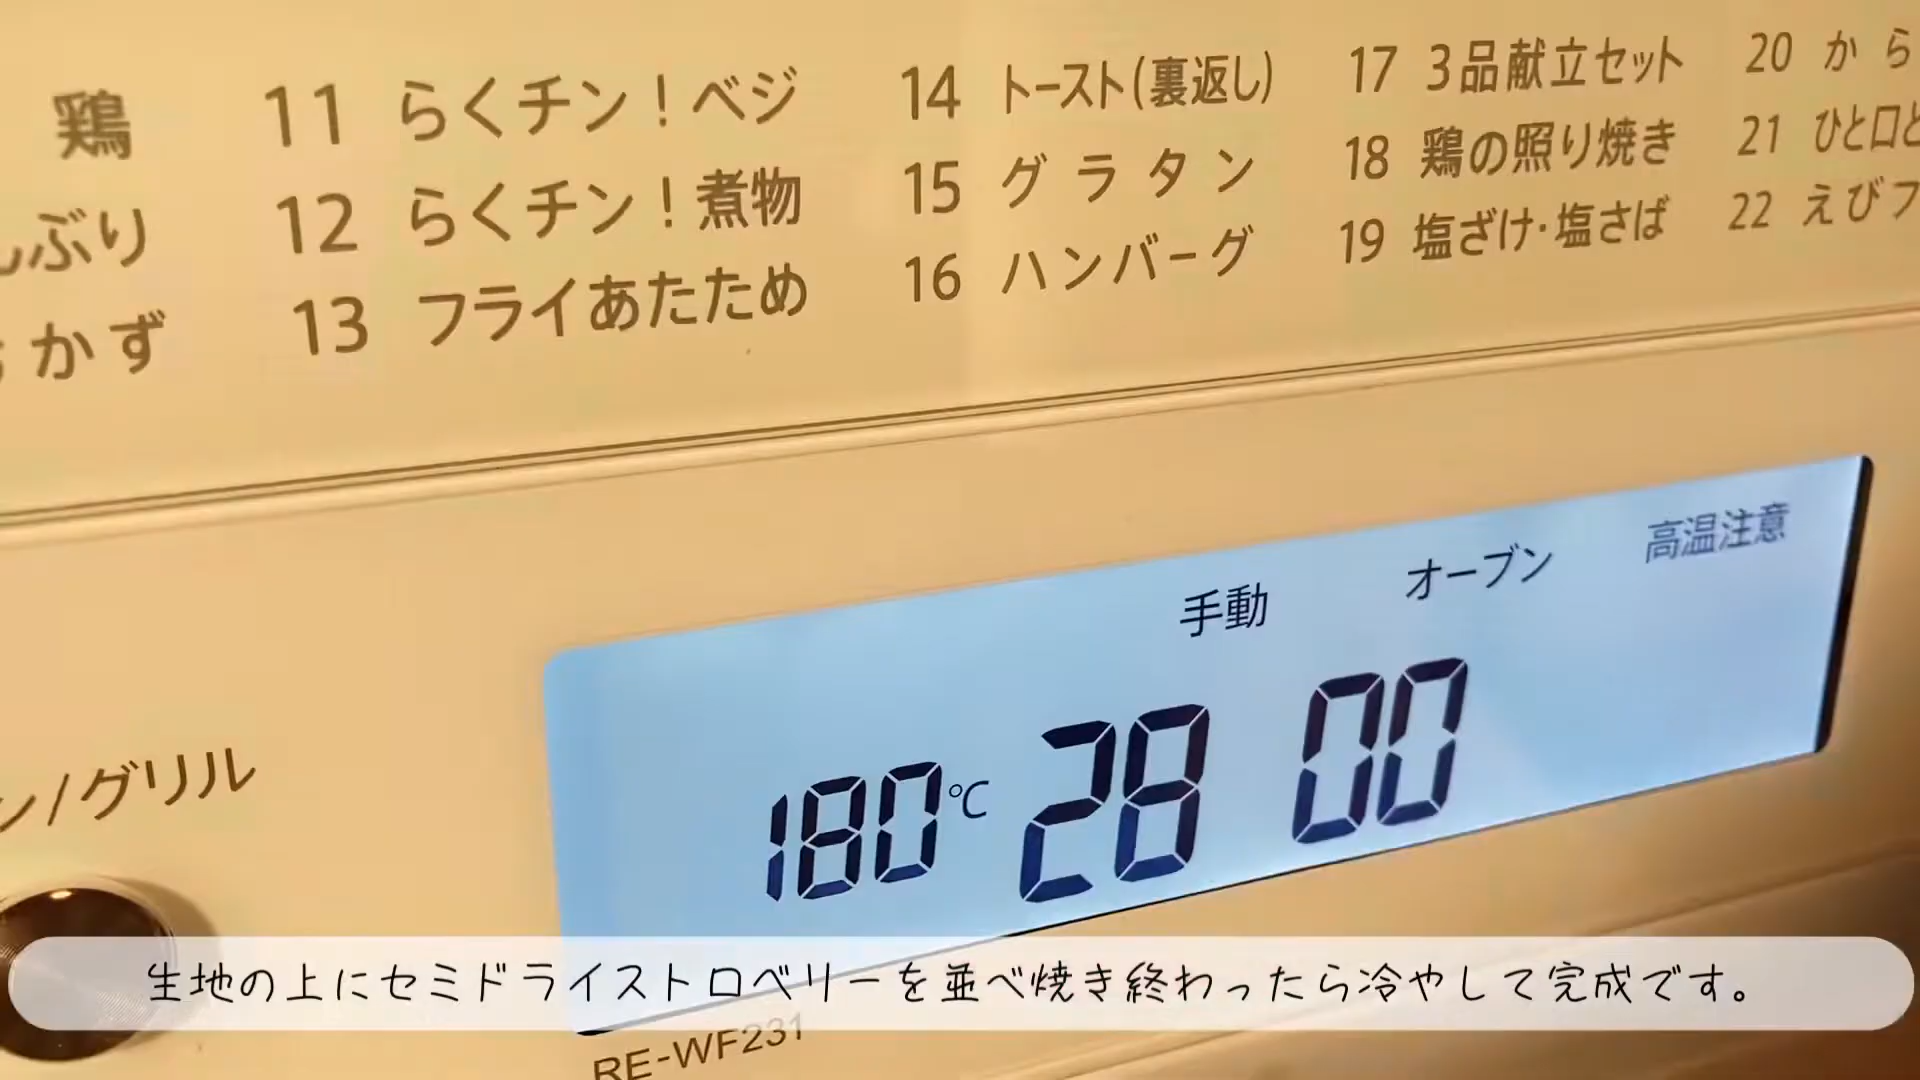 鶏
11 らくチン!ベジ
14 トースト(裏返し)
17 3品献立セット
20 から
んぶり
12 らくチン!煮物
15 グラタン
18 鶏の照り焼き
21 ひと口と
かず
13 フライあたため
16 ハンバーグ
19 塩ざけ・塩さば
22 えびフ
手動 オーブン 高温注意
180℃ 28 00
ン/グリル
生地の上にセミドライストロベリーを並べ焼き終わったら冷やして完成です。
RE-WF231